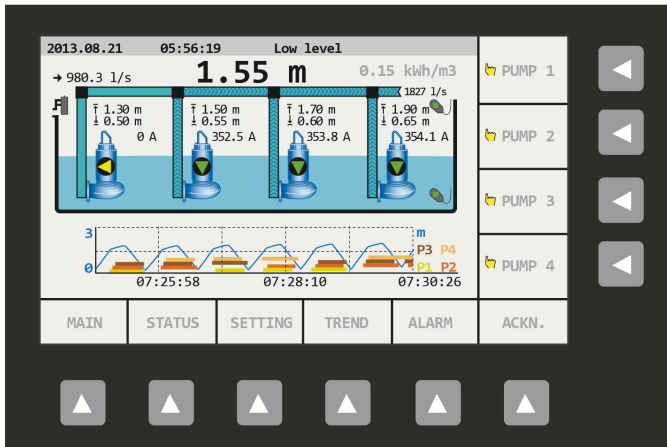 2013.08.21 05:56:19 Low level
980.3 l/s 1.55 m 0.15 kWh/m3
1827 l/s
1.30 m 1.50 m 1.70 m 1.90 m
0.50 m 0.55 m 0.60 m 0.65 m
0 A 352.5 A 353.8 A 354.1 A
PUMP 1
PUMP 2
PUMP 3
PUMP 4
3 m
P3 P4
0 P1 P2
07:25:58 07:28:10 07:30:26
MAIN STATUS SETTING TREND ALARM ACKN.